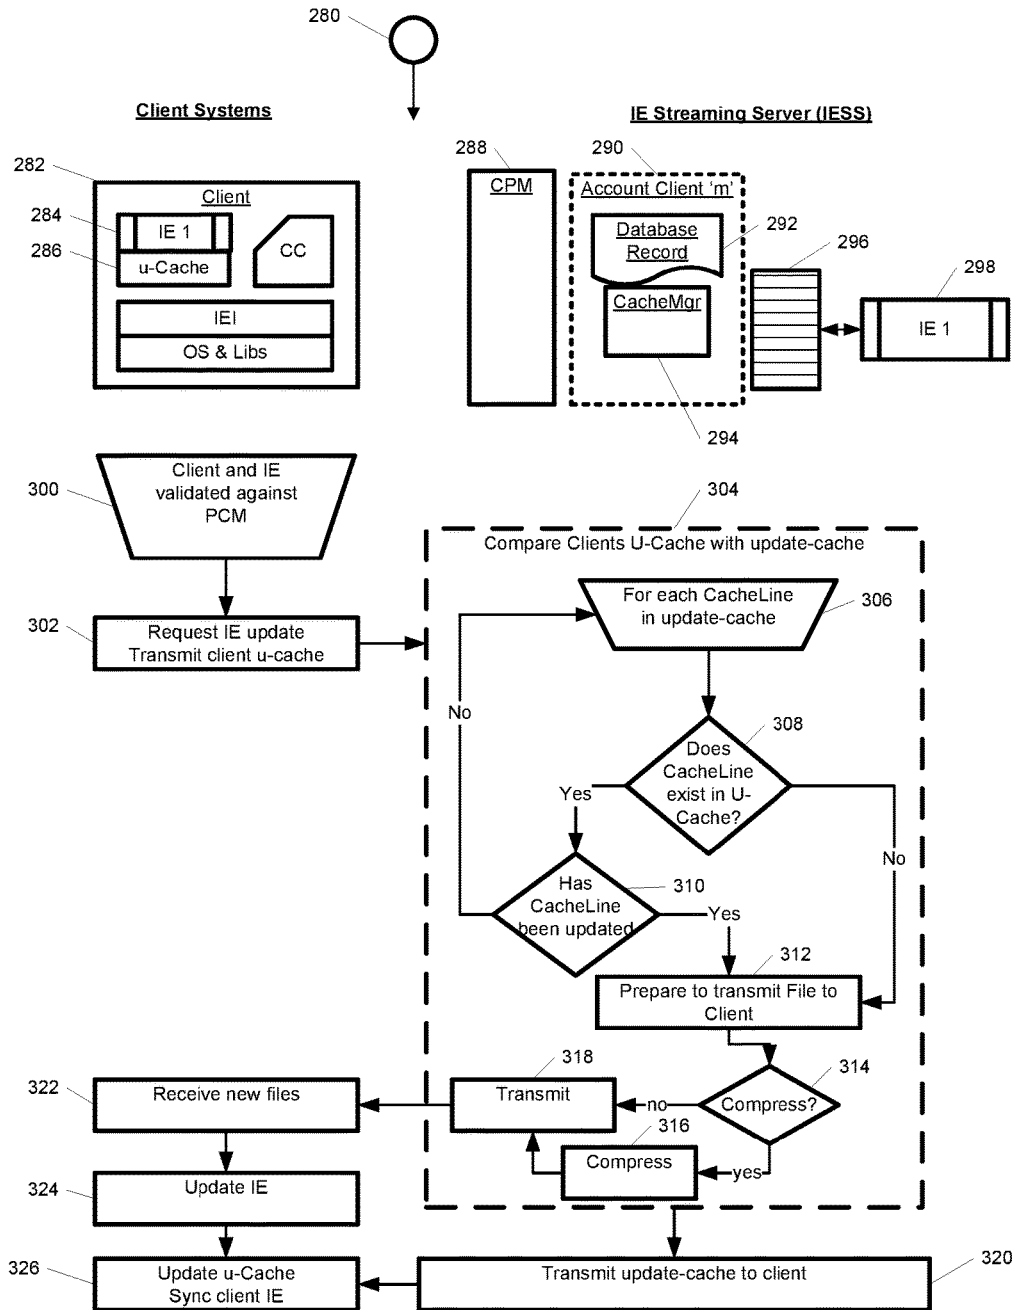 280
Client Systems
IE Streaming Server (IESS)
282
Client
284
IE 1
286
u-Cache
CC
IEI
OS & Libs
288
CPM
290
Account Client 'm'
Database
Record
292
CacheMgr
294
296
298
IE 1
300
Client and IE
validated against
PCM
302
Request IE update
Transmit client u-cache
304
Compare Clients U-Cache with update-cache
For each CacheLine
in update-cache
306
308
Does
CacheLine
exist in U-
Cache?
Yes
No
No
Has
CacheLine
been updated
310
Yes
312
Prepare to transmit File to
Client
314
Compress?
no
yes
316
Compress
318
Transmit
322
Receive new files
324
Update IE
326
Update u-Cache
Sync client IE
Transmit update-cache to client
320